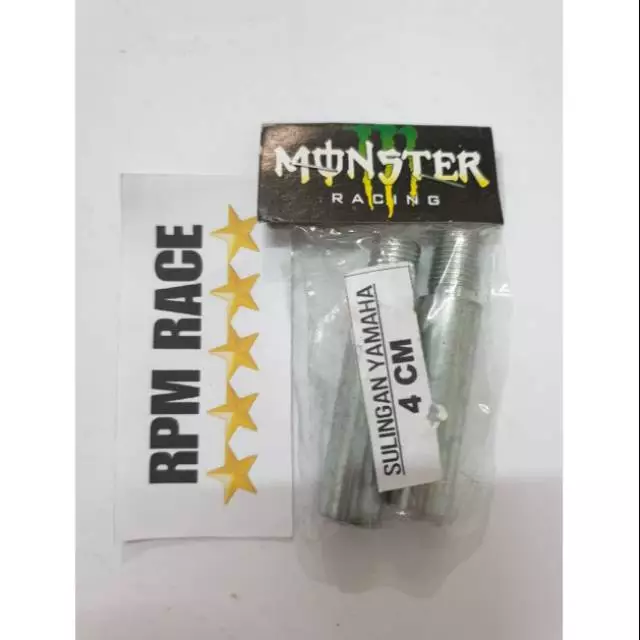 MONSTER
RACING
RPM RACE
SULINGAN YAMAHA
4 CM